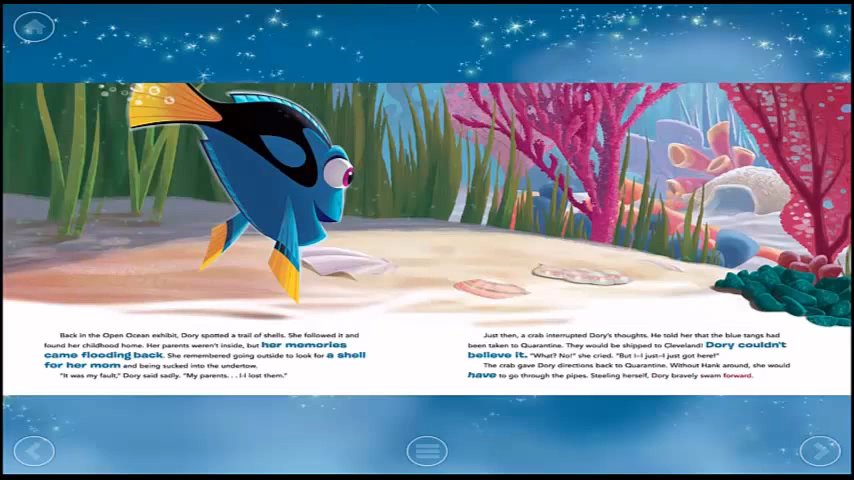 Back in the Open Ocean exhibit, Dory spotted a trail of shells. She followed it and
found her childhood home. Her parents weren't inside, but her memories
came flooding back. She remembered going outside to look for a shell
for her mom and being sucked into the undertow.
"It was my fault," Dory said sadly. "My parents. . . I-I lost them."
Just then, a crab interrupted Dory's thoughts. He told her that the blue tangs had
been taken to Quarantine. They would be shipped to Cleveland! Dory couldn't
believe it. "What? No!" she cried. "But I—I—just—I just got here!"
The crab gave Dory directions back to Quarantine. Without Hank around, she would
have to go through the pipes. Steeling herself, Dory bravely swam forward.